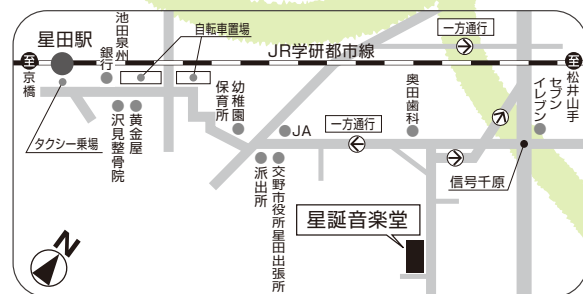 星田駅
池田泉州
銀行
自転車置場
JR学研都市線
一方通行
至
京橋
至
松井山手
タクシー乗場
黄金屋
沢見整骨院
幼稚園
保育所
JA
一方通行
奥田歯科
セブン
イレブン
派出所
交野市役所星田出張所
信号千原
星誕音楽堂
N